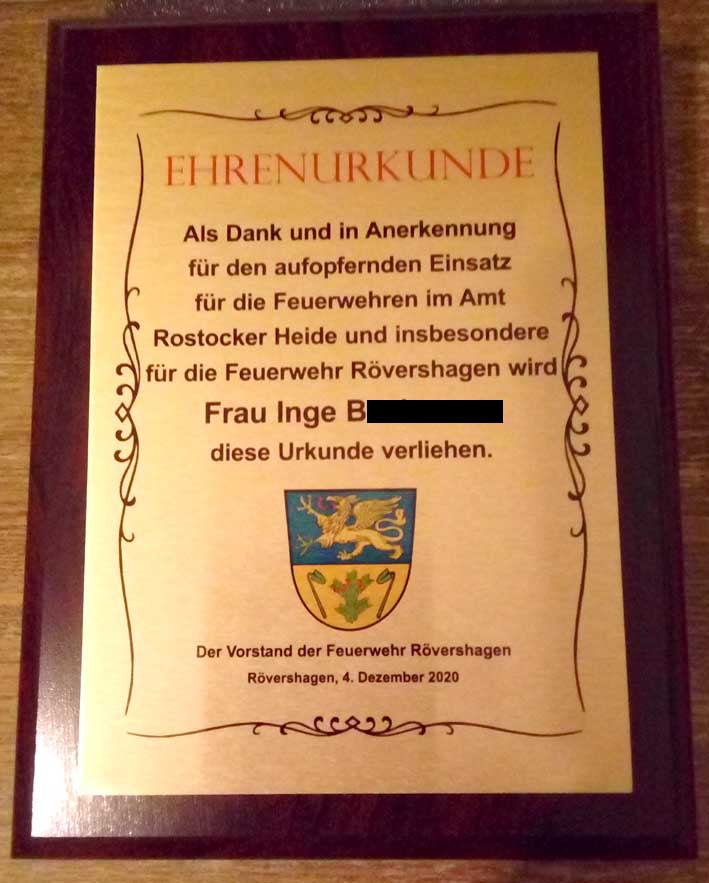 EHRENURKUNDE
Als Dank und in Anerkennung
für den aufopfernden Einsatz
für die Feuerwehren im Amt
Rostocker Heide und insbesondere
für die Feuerwehr Rövershagen wird
Frau Inge B
diese Urkunde verliehen.
Der Vorstand der Feuerwehr Rövershagen
Rövershagen, 4. Dezember 2020